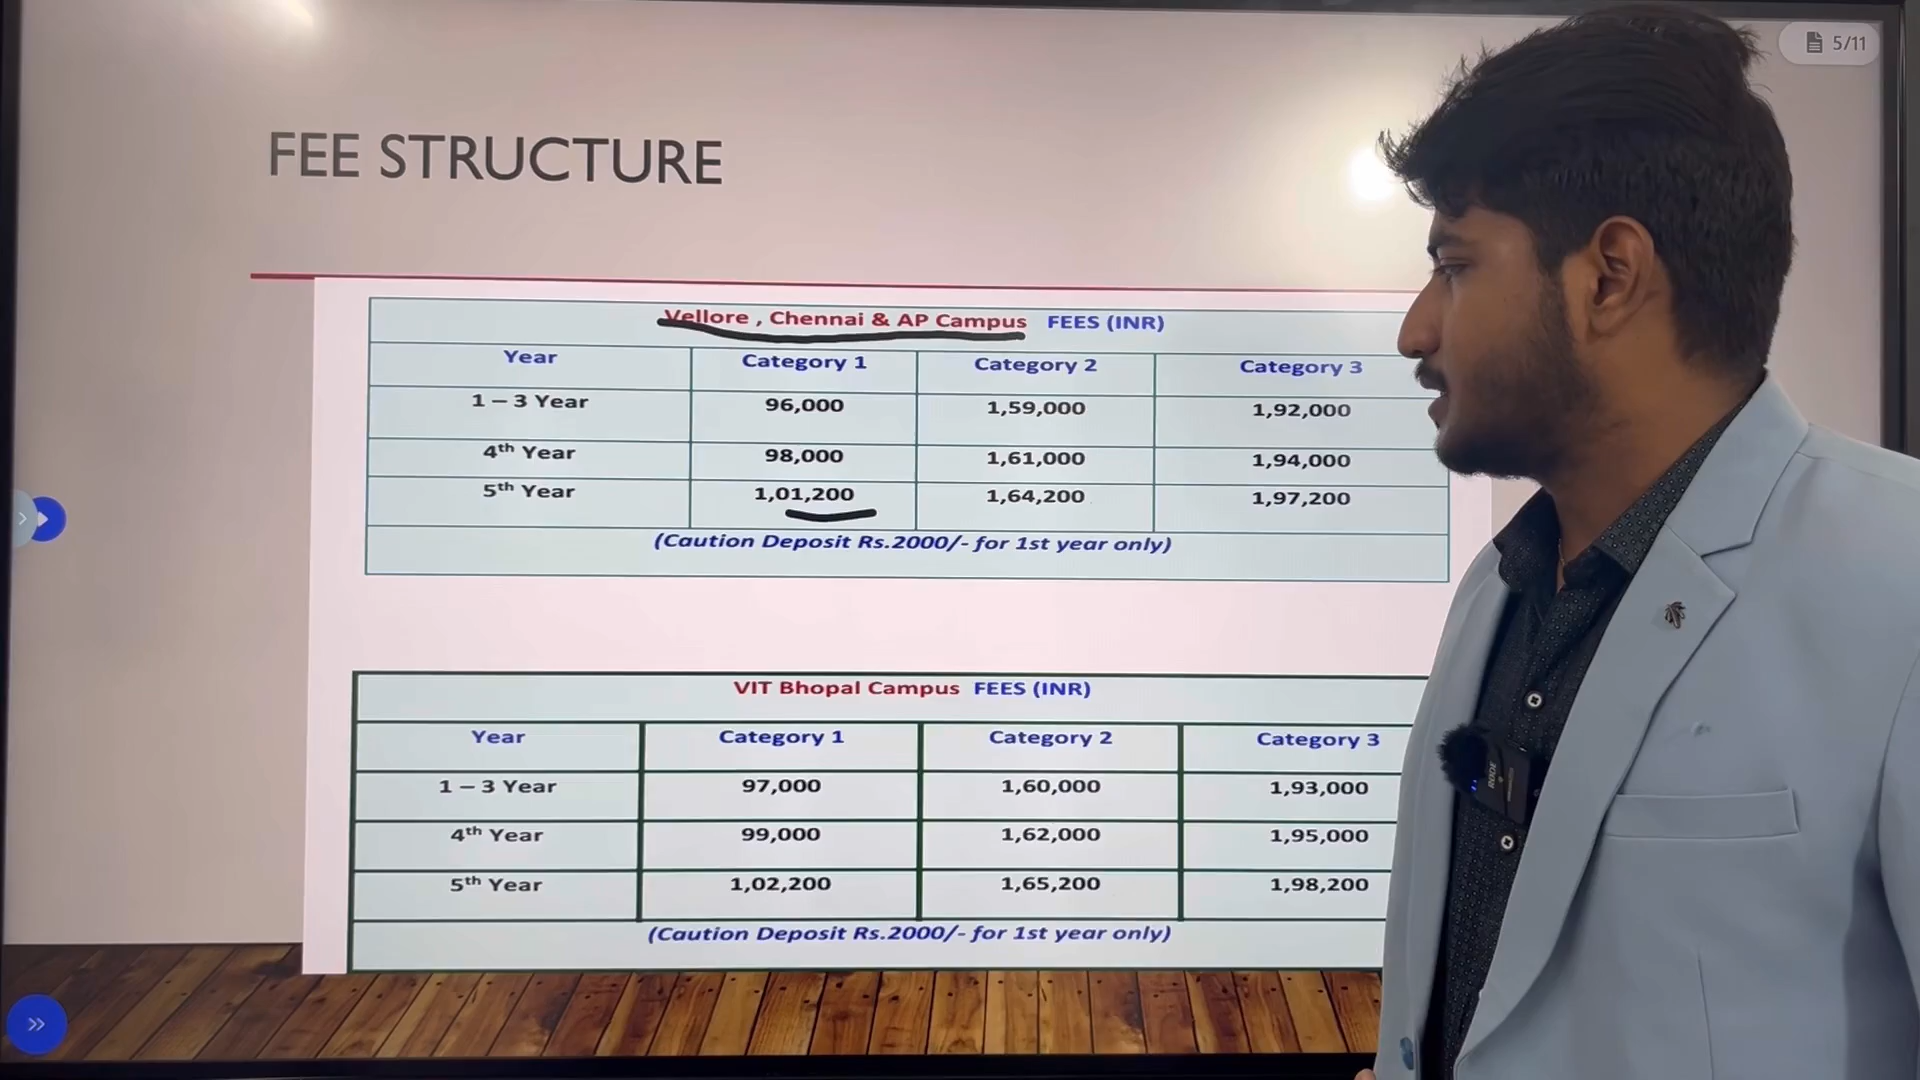 5/11
FEE STRUCTURE
Vellore , Chennai & AP Campus FEES (INR)
Year Category 1 Category 2 Category 3
1 – 3 Year 96,000 1,59,000 1,92,000
4th Year 98,000 1,61,000 1,94,000
5th Year 1,01,200 1,64,200 1,97,200
(Caution Deposit Rs.2000/- for 1st year only)
VIT Bhopal Campus FEES (INR)
Year Category 1 Category 2 Category 3
1 – 3 Year 97,000 1,60,000 1,93,000
4th Year 99,000 1,62,000 1,95,000
5th Year 1,02,200 1,65,200 1,98,200
(Caution Deposit Rs.2000/- for 1st year only)
RODE